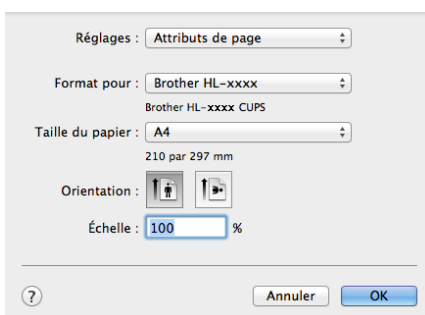 Réglages : Attributs de page
Format pour : Brother HL-xxxx
Brother HL-xxxx CUPS
Taille du papier : A4
210 par 297 mm
Orientation :
Échelle : 100 %
? Annuler OK